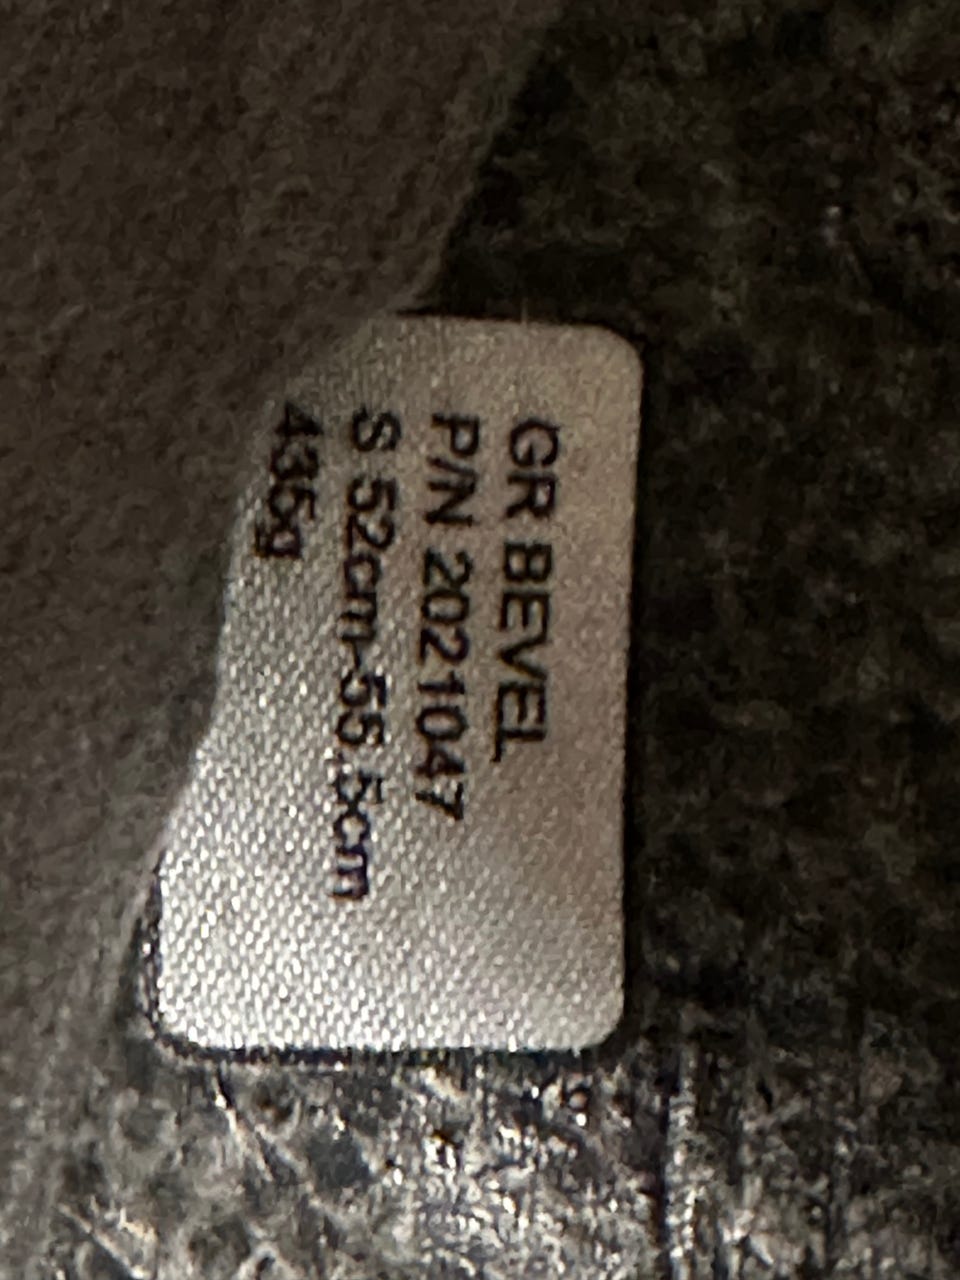 GR BEVEL
P/N 2021047
S 52cm-55.5cm
435g